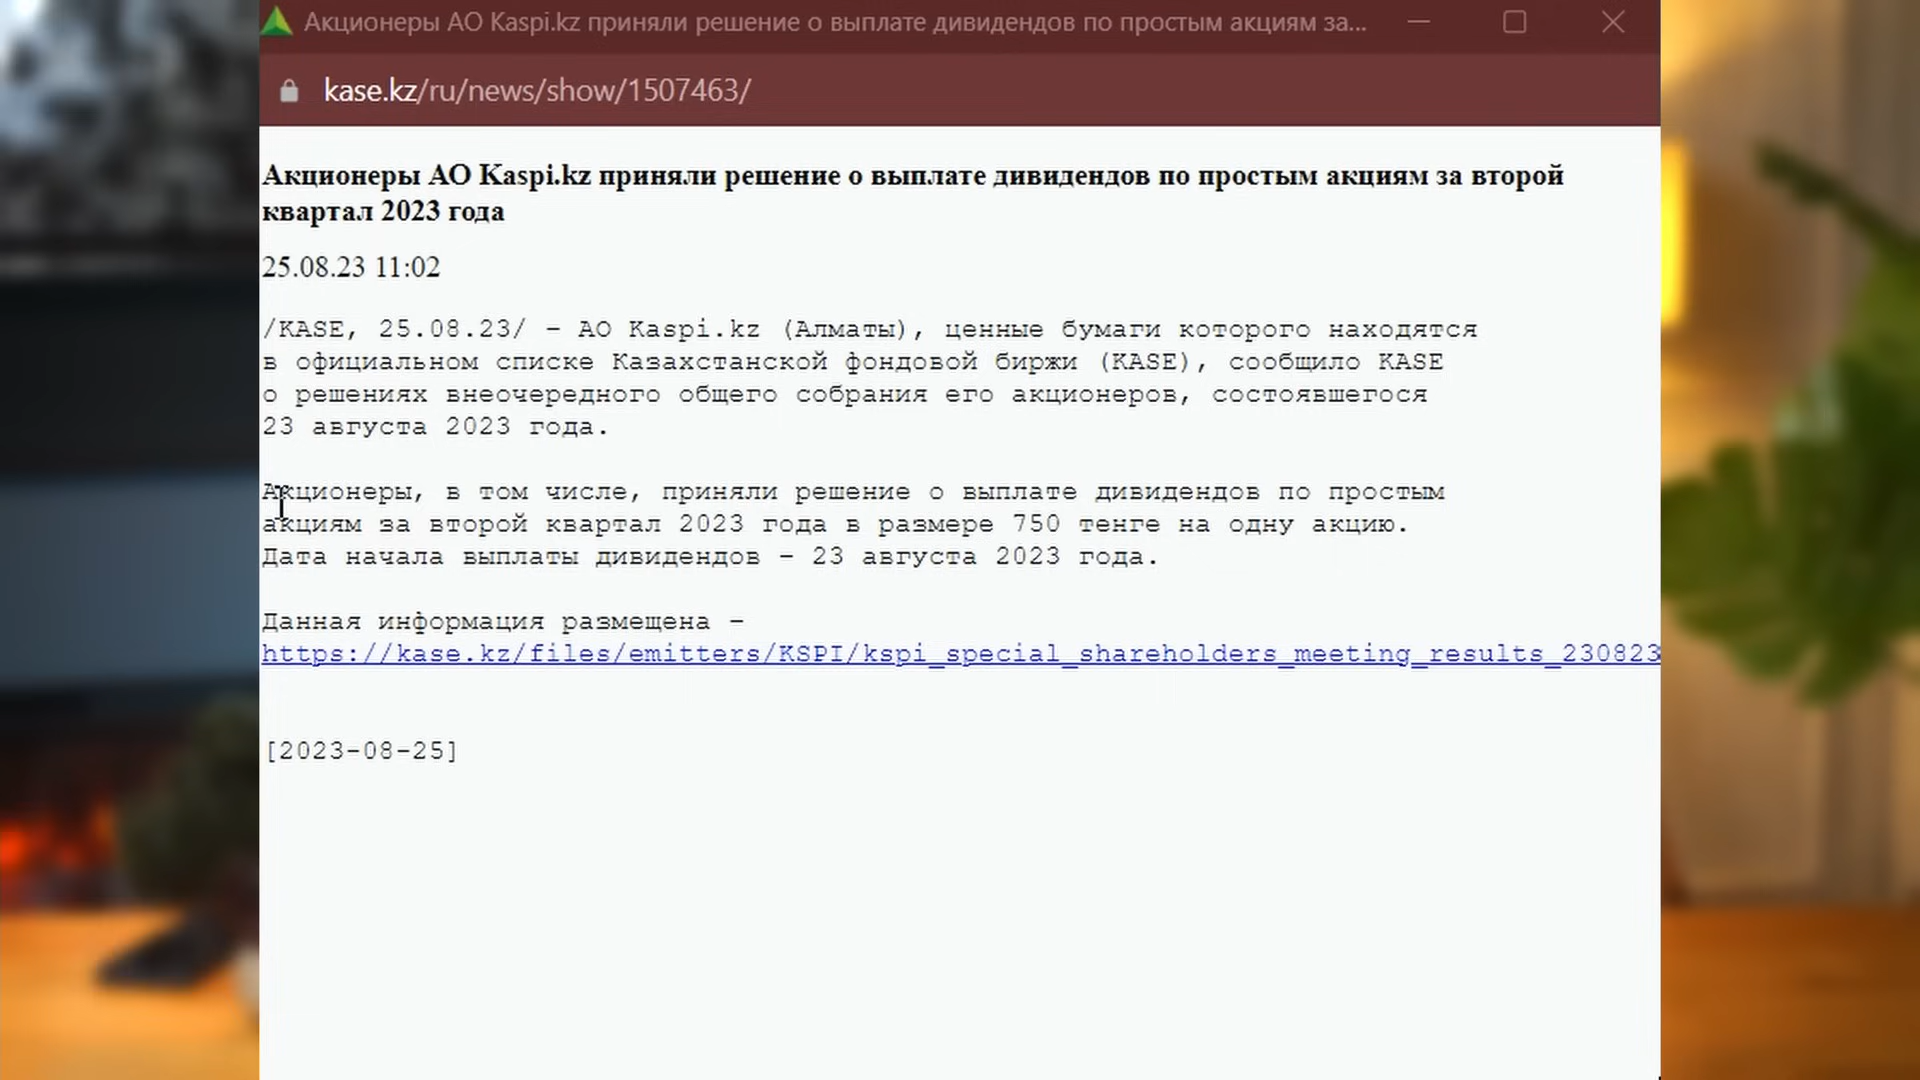 Акционеры АО Kaspi.kz приняли решение о выплате дивидендов по простым акциям за...
kase.kz/ru/news/show/1507463/
Акционеры АО Kaspi.kz приняли решение о выплате дивидендов по простым акциям за второй
квартал 2023 года
25.08.23 11:02
/KASE, 25.08.23/ – АО Kaspi.kz (Алматы), ценные бумаги которого находятся
в официальном списке Казахстанской фондовой биржи (KASE), сообщило KASE
о решениях внеочередного общего собрания его акционеров, состоявшегося
23 августа 2023 года.
Акционеры, в том числе, приняли решение о выплате дивидендов по простым
акциям за второй квартал 2023 года в размере 750 тенге на одну акцию.
Дата начала выплаты дивидендов – 23 августа 2023 года.
Данная информация размещена –
https://kase.kz/files/emitters/KSPI/kspi_special_shareholders_meeting_results_230823
[2023-08-25]